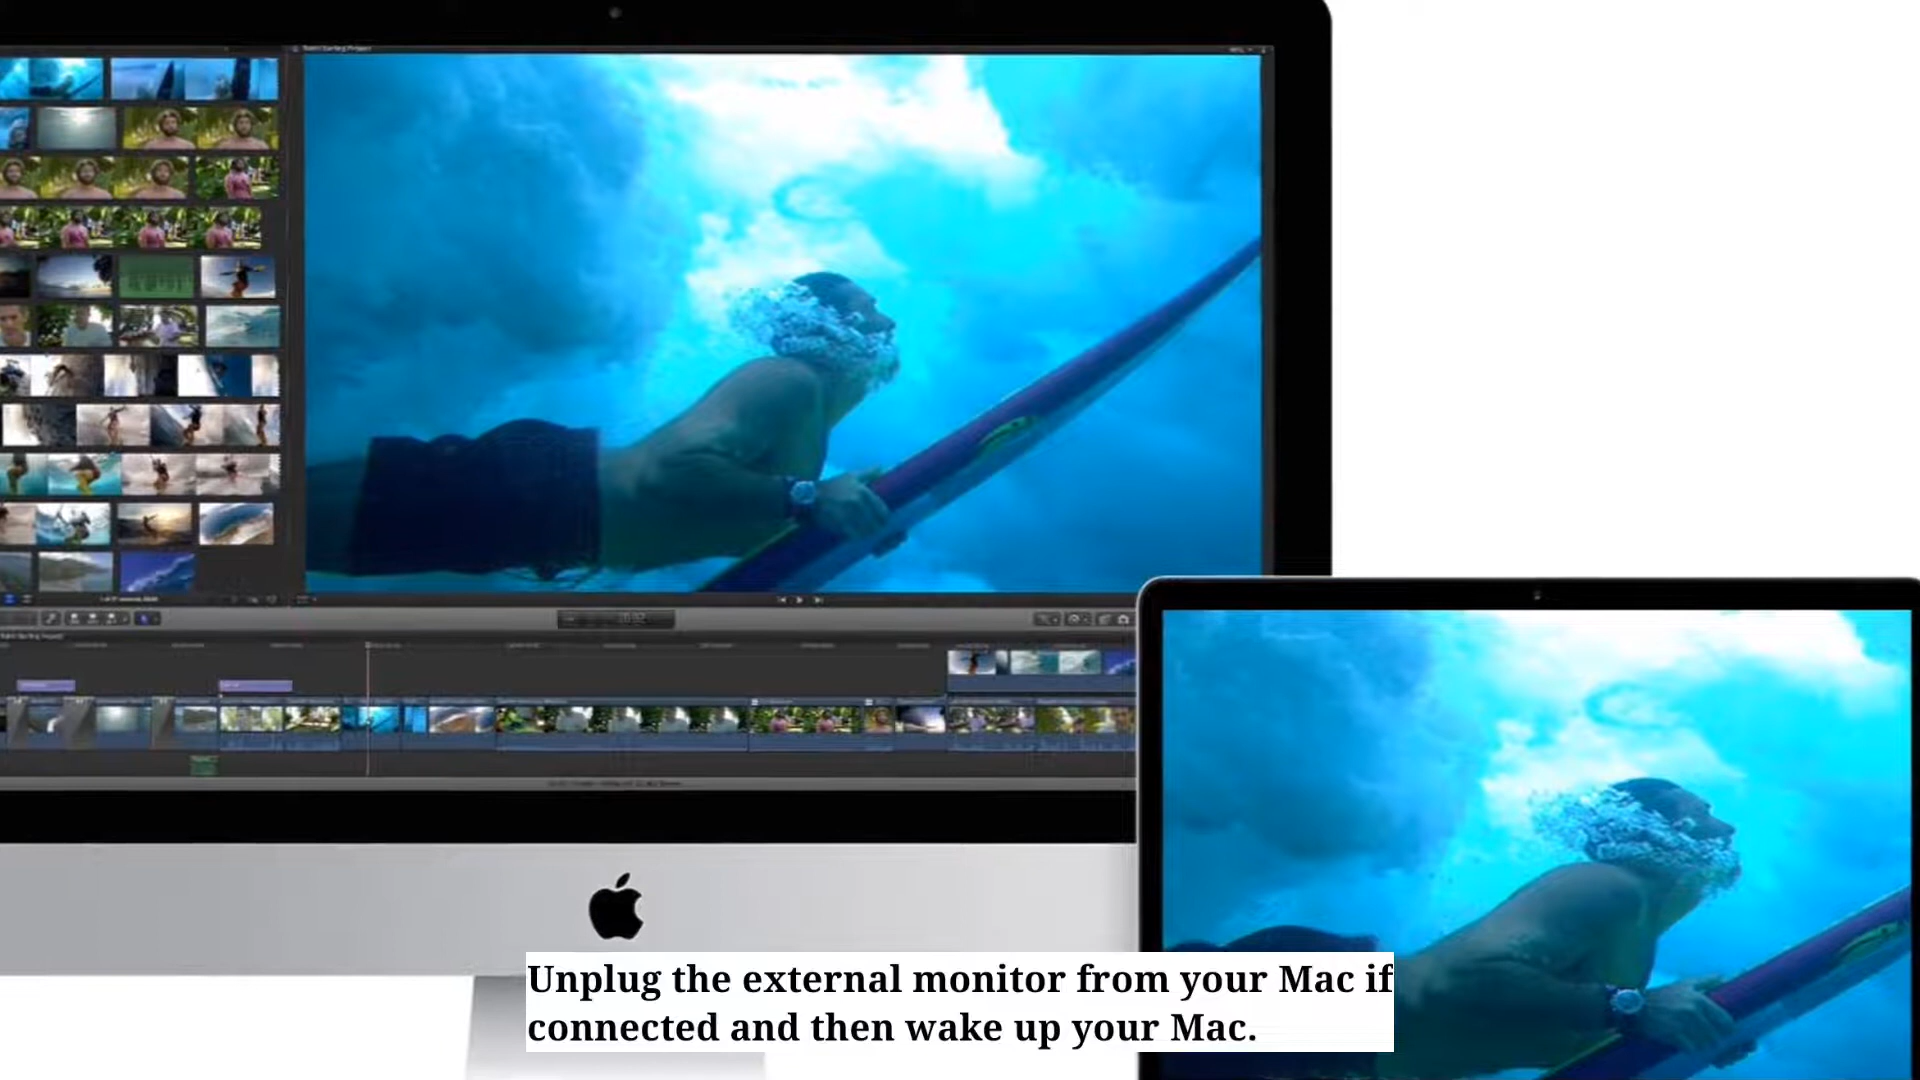 Unplug the external monitor from your Mac if
connected and then wake up your Mac.